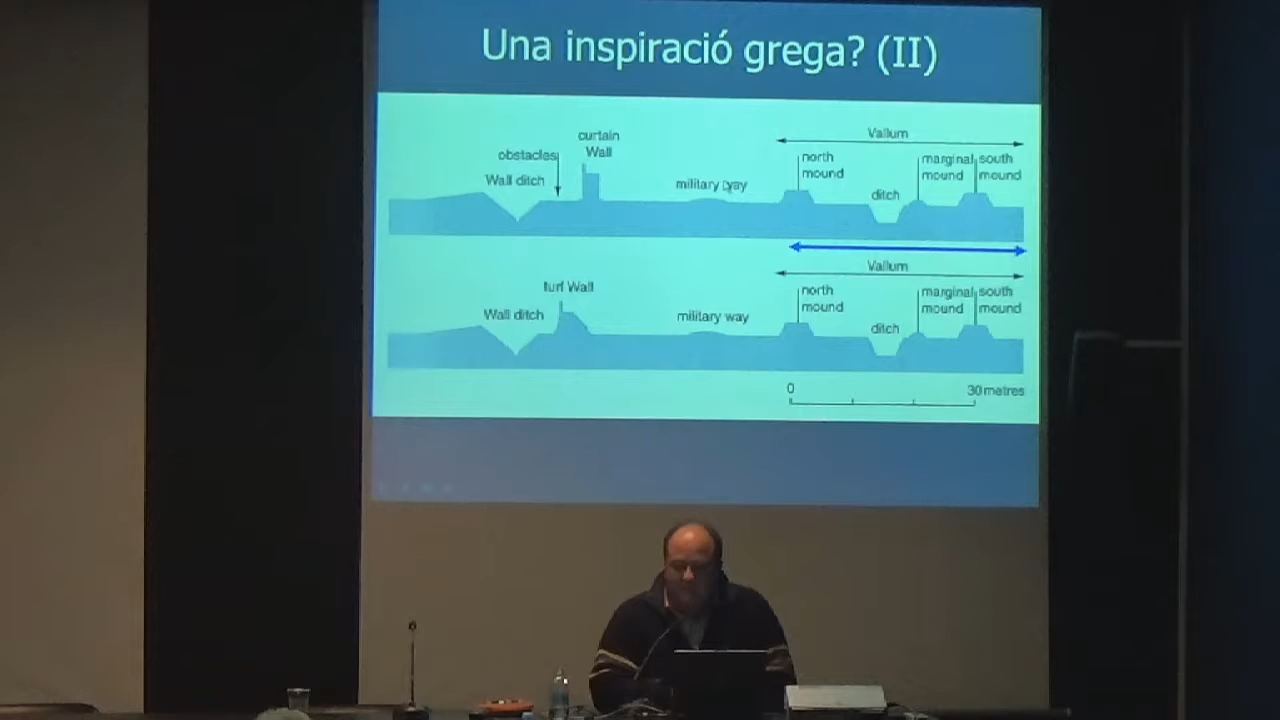 Una inspiració grega? (II)
curtain
Wall
obstacles
Wall ditch
military way
Vallum
north
mound
ditch
marginal
mound
south
mound
turf Wall
Wall ditch
military way
Vallum
north
mound
ditch
marginal
mound
south
mound
0
30 metres